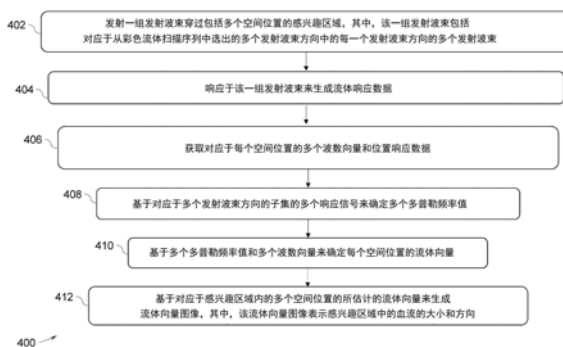 402
发射一组发射波束穿过包括多个空间位置的感兴趣区域，其中，该一组发射波束包括
对应于从彩色流体扫描序列中选出的多个发射波束方向中的每一个发射波束方向的多个发射波束
404
响应于该一组发射波束来生成流体响应数据
406
获取对应于每个空间位置的多个波数向量和位置响应数据
408
基于对应于多个发射波束方向的子集的多个响应信号来确定多个多普勒频率值
410
基于多个多普勒频率值和多个波数向量来确定每个空间位置的流体向量
412
基于对应于感兴趣区域内的多个空间位置的所估计的流体向量来生成
流体向量图像，其中，该流体向量图像表示感兴趣区域中的血流的大小和方向
400